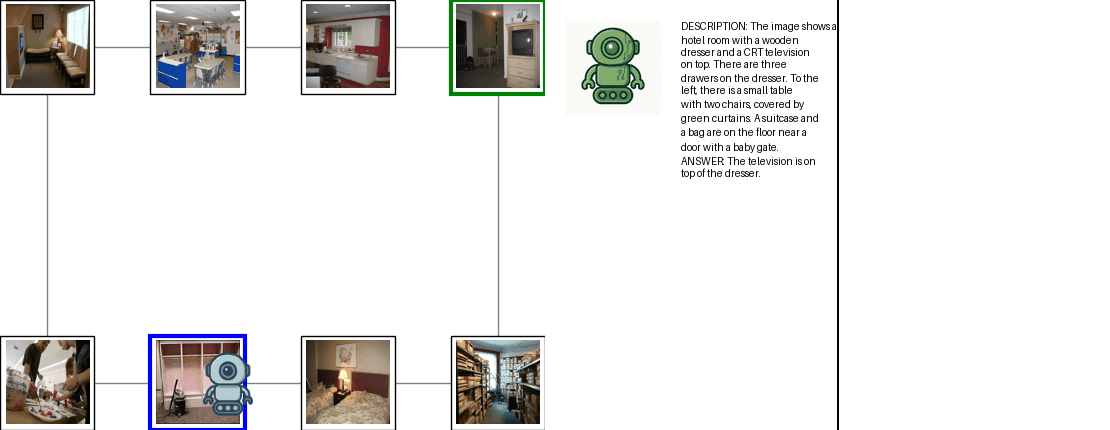 DESCRIPTION: The image shows a
hotel room with a wooden
dresser and a CRT television
on top. There are three
drawers on the dresser. To the
left, there is a small table
with two chairs, covered by
green curtains. A suitcase and
a bag are on the floor near a
door with a baby gate.
ANSWER: The television is on
top of the dresser.